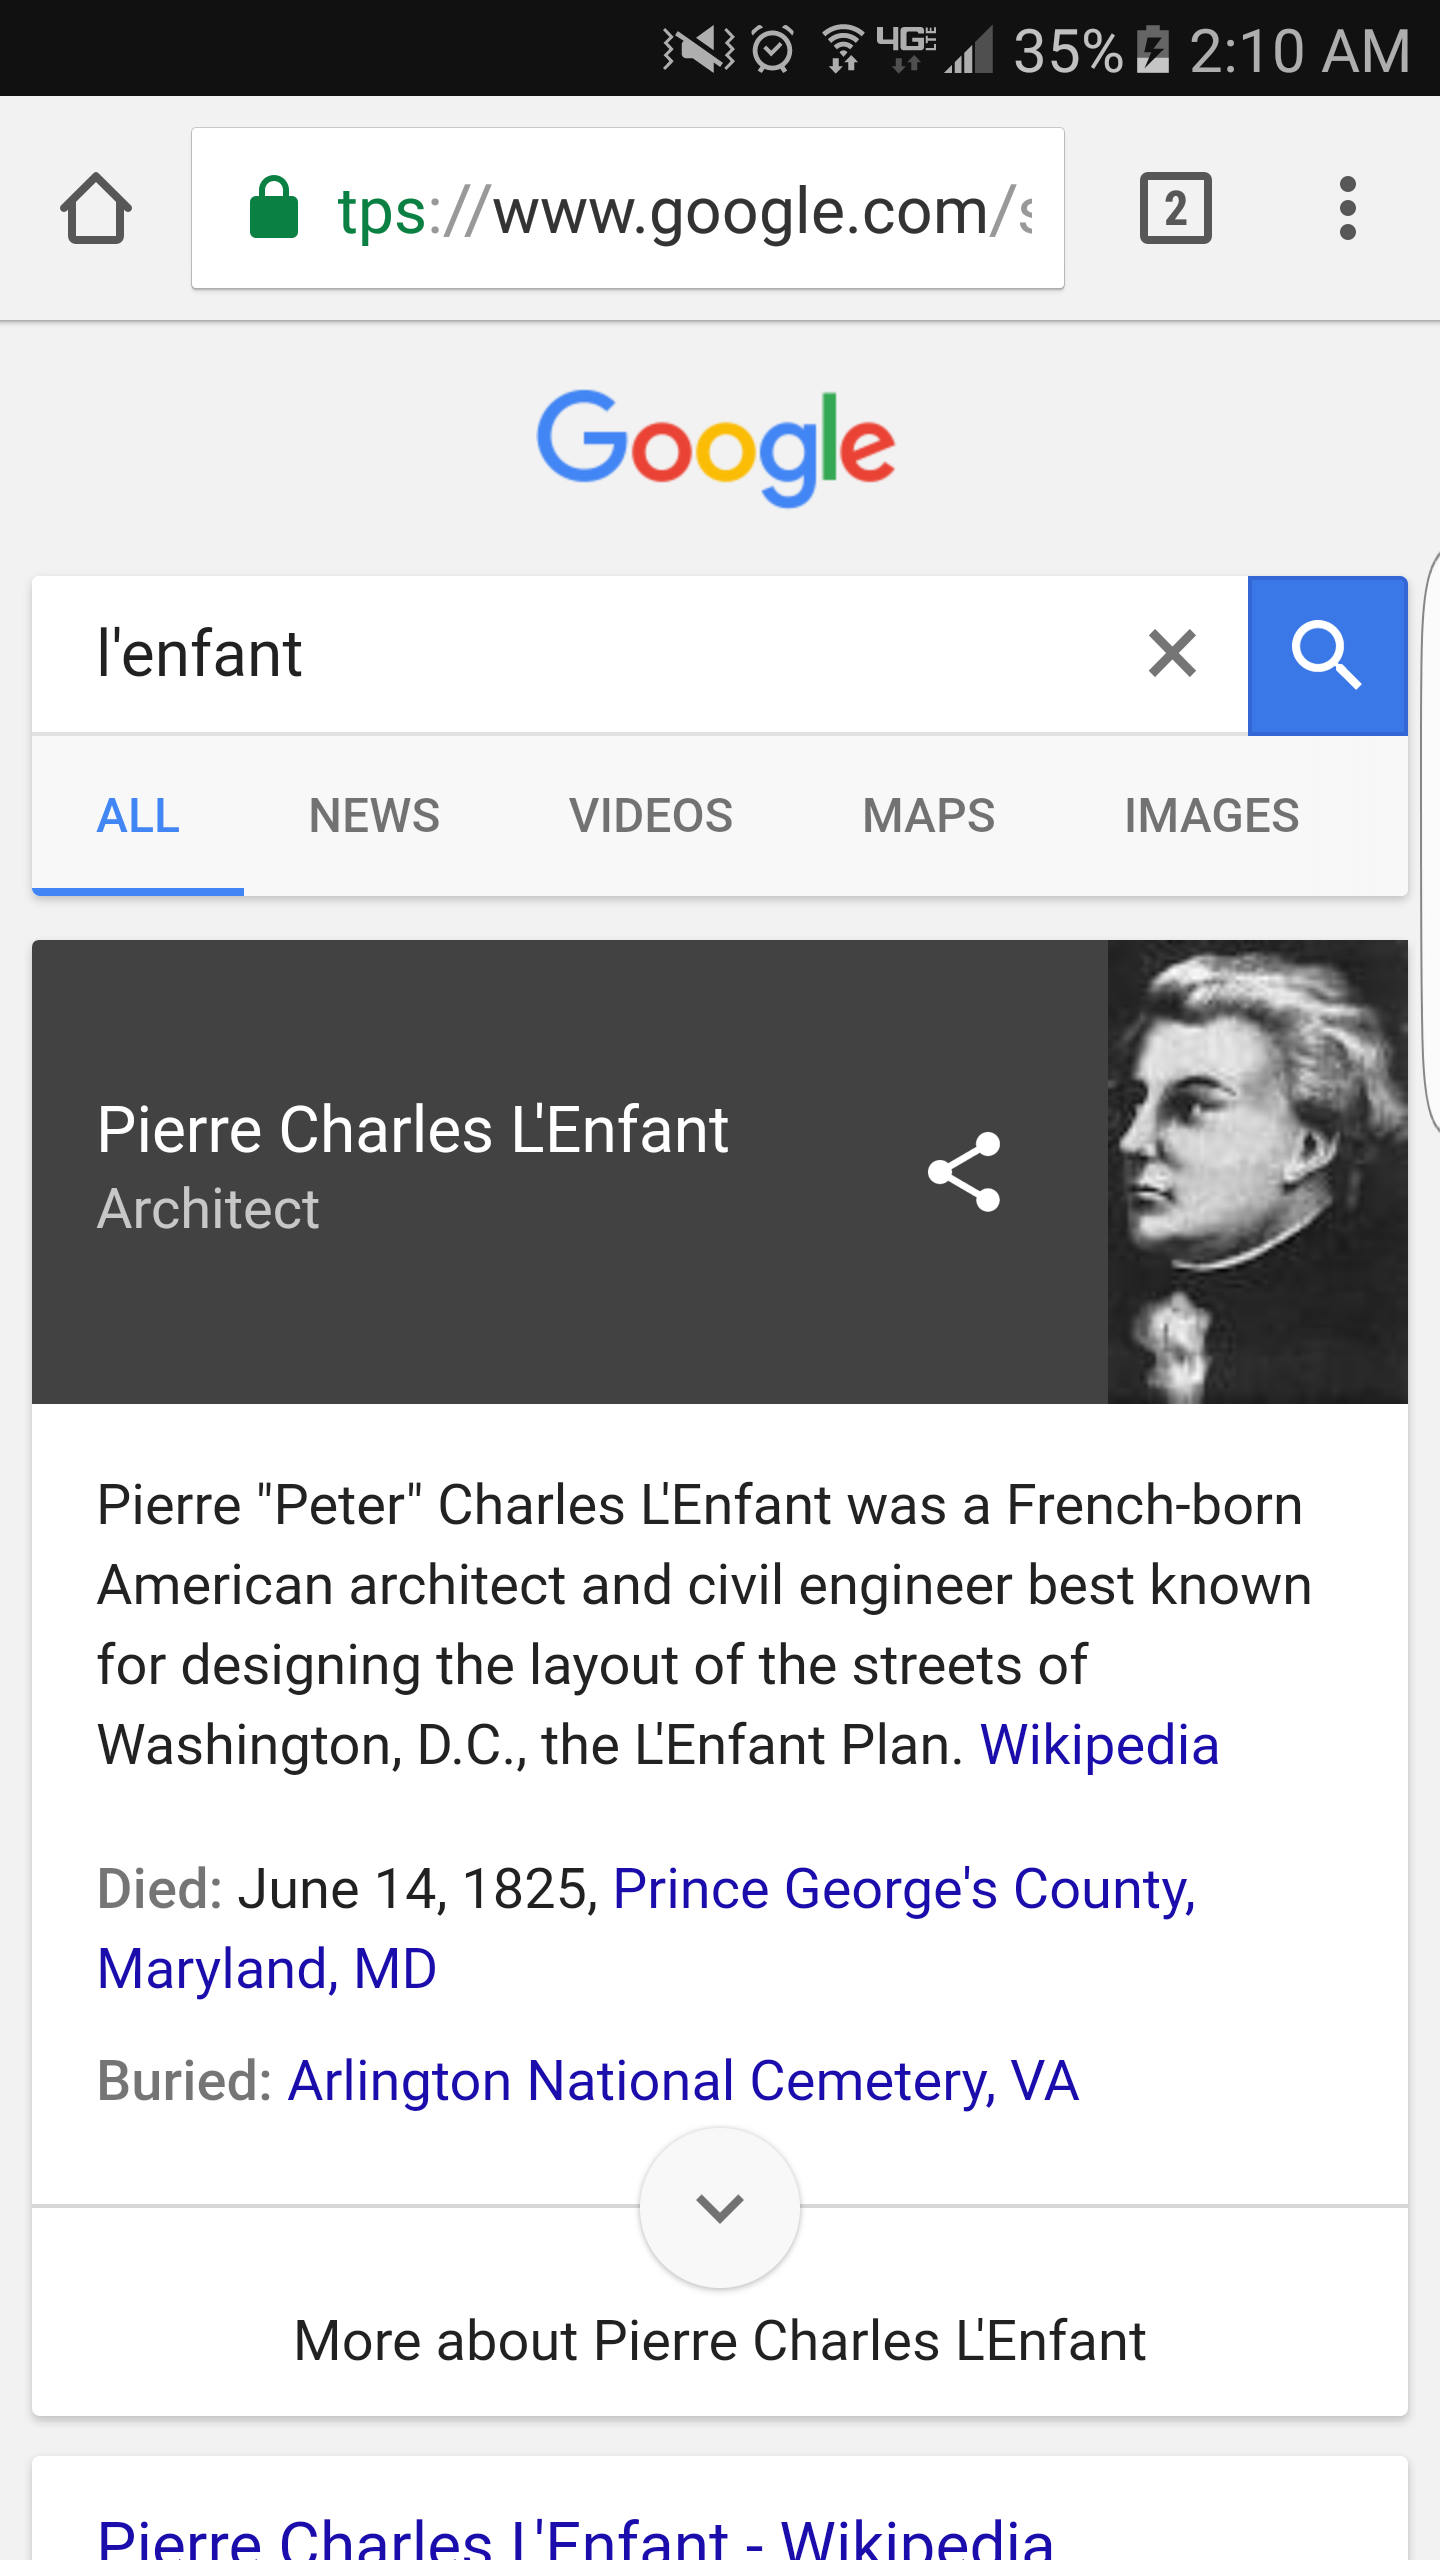 4G LTE 35% 2:10 AM
tps://www.google.com/s
2
Google
l'enfant
ALL NEWS VIDEOS MAPS IMAGES
Pierre Charles L'Enfant
Architect
Pierre "Peter" Charles L'Enfant was a French-born
American architect and civil engineer best known
for designing the layout of the streets of
Washington, D.C., the L'Enfant Plan. Wikipedia
Died: June 14, 1825, Prince George's County,
Maryland, MD
Buried: Arlington National Cemetery, VA
More about Pierre Charles L'Enfant
Pierre Charles L'Enfant - Wikipedia